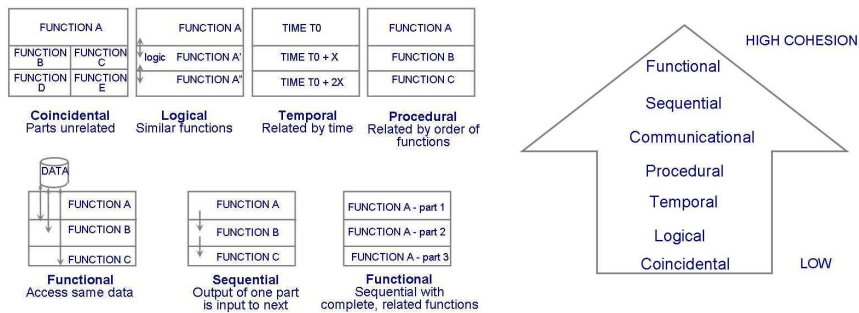 FUNCTION A
FUNCTION B
FUNCTION C
FUNCTION D
FUNCTION E
Coincidental
Parts unrelated
FUNCTION A
logic
FUNCTION A'
FUNCTION A"
Logical
Similar functions
TIME T0
TIME T0 + X
TIME T0 + 2X
Temporal
Related by time
FUNCTION A
FUNCTION B
FUNCTION C
Procedural
Related by order of
functions
DATA
FUNCTION A
FUNCTION B
FUNCTION C
Functional
Access same data
FUNCTION A
FUNCTION B
FUNCTION C
Sequential
Output of one part
is input to next
FUNCTION A - part 1
FUNCTION A - part 2
FUNCTION A - part 3
Functional
Sequential with
complete, related functions
HIGH COHESION
Functional
Sequential
Communicational
Procedural
Temporal
Logical
Coincidental
LOW